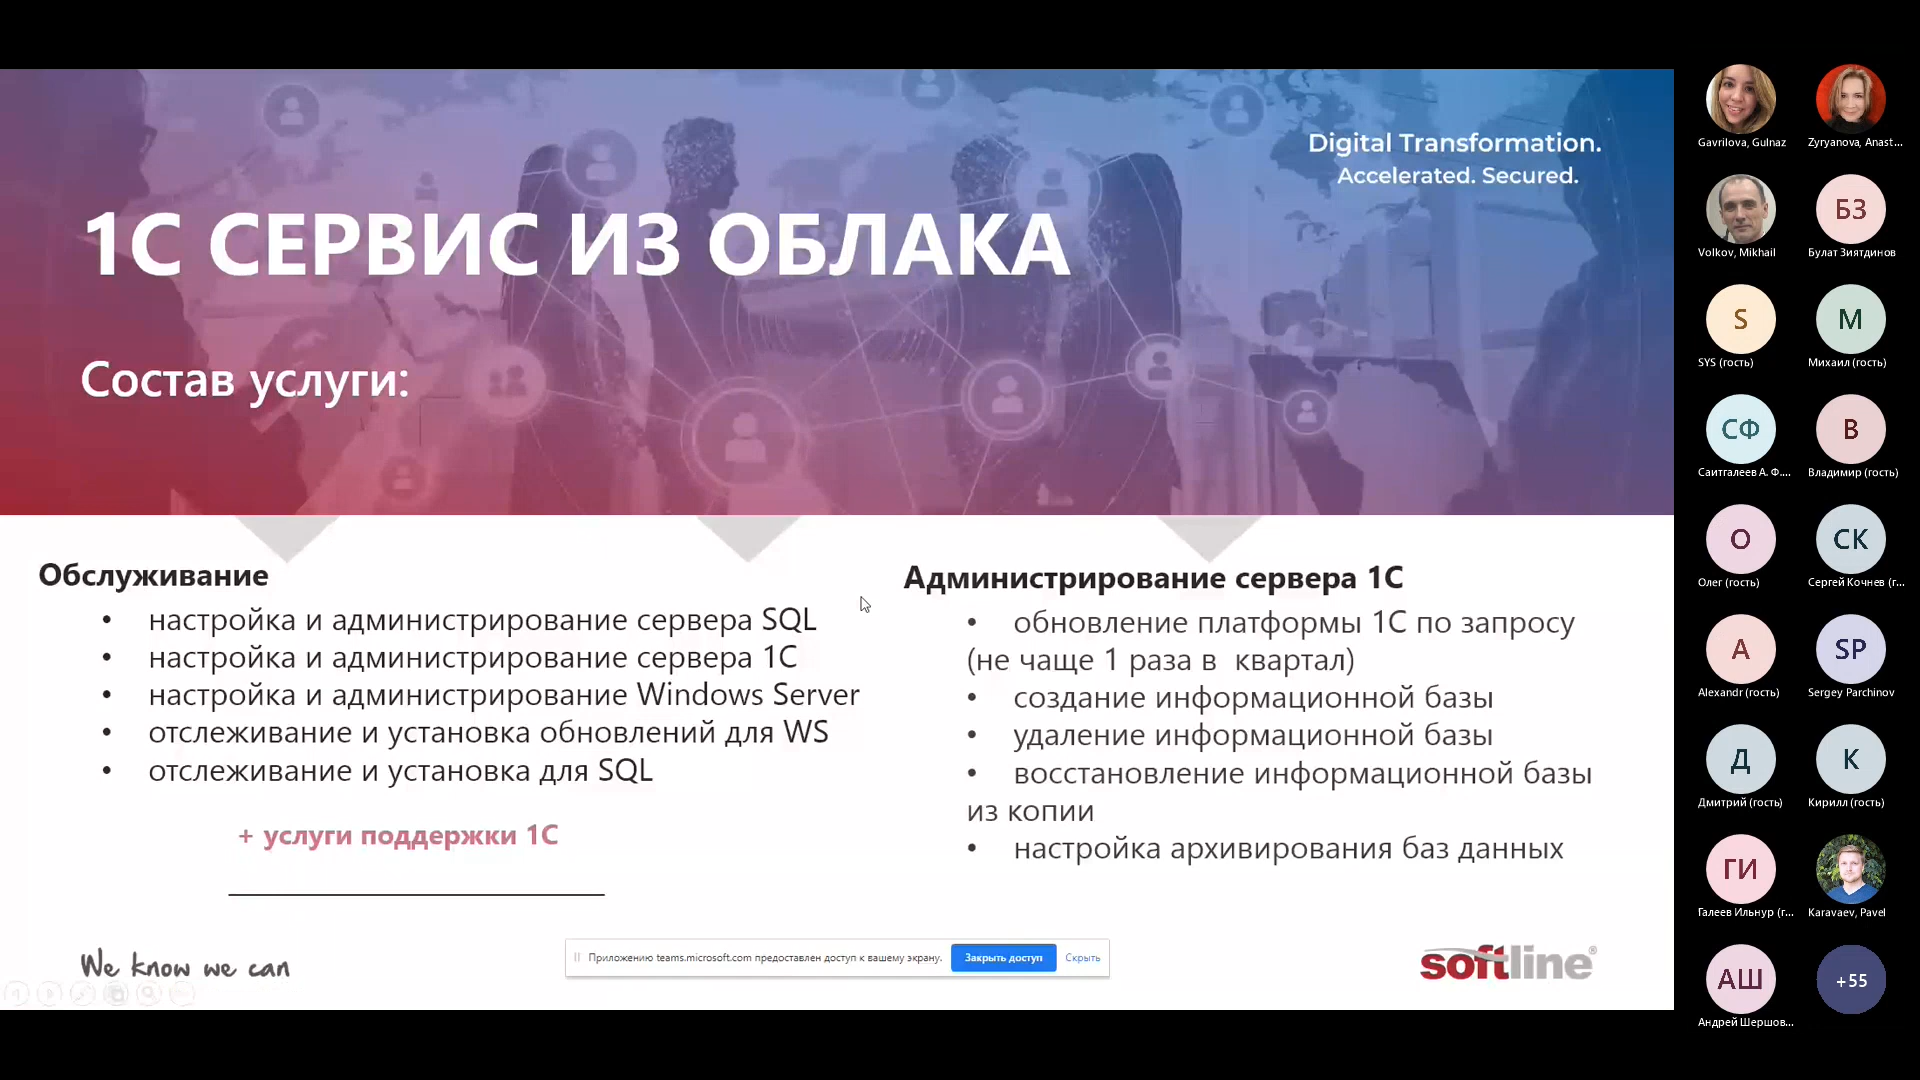 Digital Transformation.
Accelerated. Secured.
1С СЕРВИС ИЗ ОБЛАКА
Состав услуги:
Обслуживание
• настройка и администрирование сервера SQL
• настройка и администрирование сервера 1С
• настройка и администрирование Windows Server
• отслеживание и установка обновлений для WS
• отслеживание и установка для SQL
+ услуги поддержки 1С
Администрирование сервера 1С
• обновление платформы 1С по запросу
(не чаще 1 раза в квартал)
• создание информационной базы
• удаление информационной базы
• восстановление информационной базы
из копии
• настройка архивирования баз данных
We know we can
Приложению teams.microsoft.com предоставлен доступ к вашему экрану.
Закрыть доступ
Скрыть
softline®
Gavrilova, Gulnaz
Zyryanova, Anast...
Volkov, Mikhail
БЗ
Булат Зиятдинов
S
SYS (гость)
М
Михаил (гость)
СФ
Саитгалеев А. Ф....
В
Владимир (гость)
О
Олег (гость)
СК
Сергей Кочнев (г...
A
Alexandr (гость)
SP
Sergey Parchinov
Д
Дмитрий (гость)
К
Кирилл (гость)
ГИ
Галеев Ильнур (г...
Karavaev, Pavel
АШ
Андрей Шершов...
+55